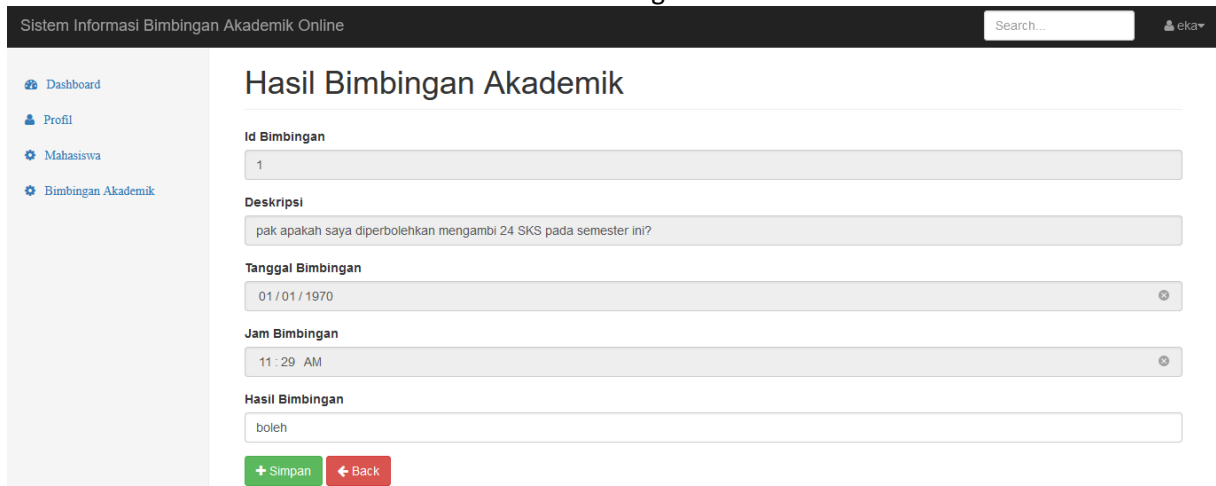 Sistem Informasi Bimbingan Akademik Online Search... eka
Dashboard
Profil
Mahasiswa
Bimbingan Akademik
Hasil Bimbingan Akademik
Id Bimbingan
1
Deskripsi
pak apakah saya diperbolehkan mengambi 24 SKS pada semester ini?
Tanggal Bimbingan
01 / 01 / 1970
Jam Bimbingan
11 : 29 AM
Hasil Bimbingan
boleh
Simpan Back